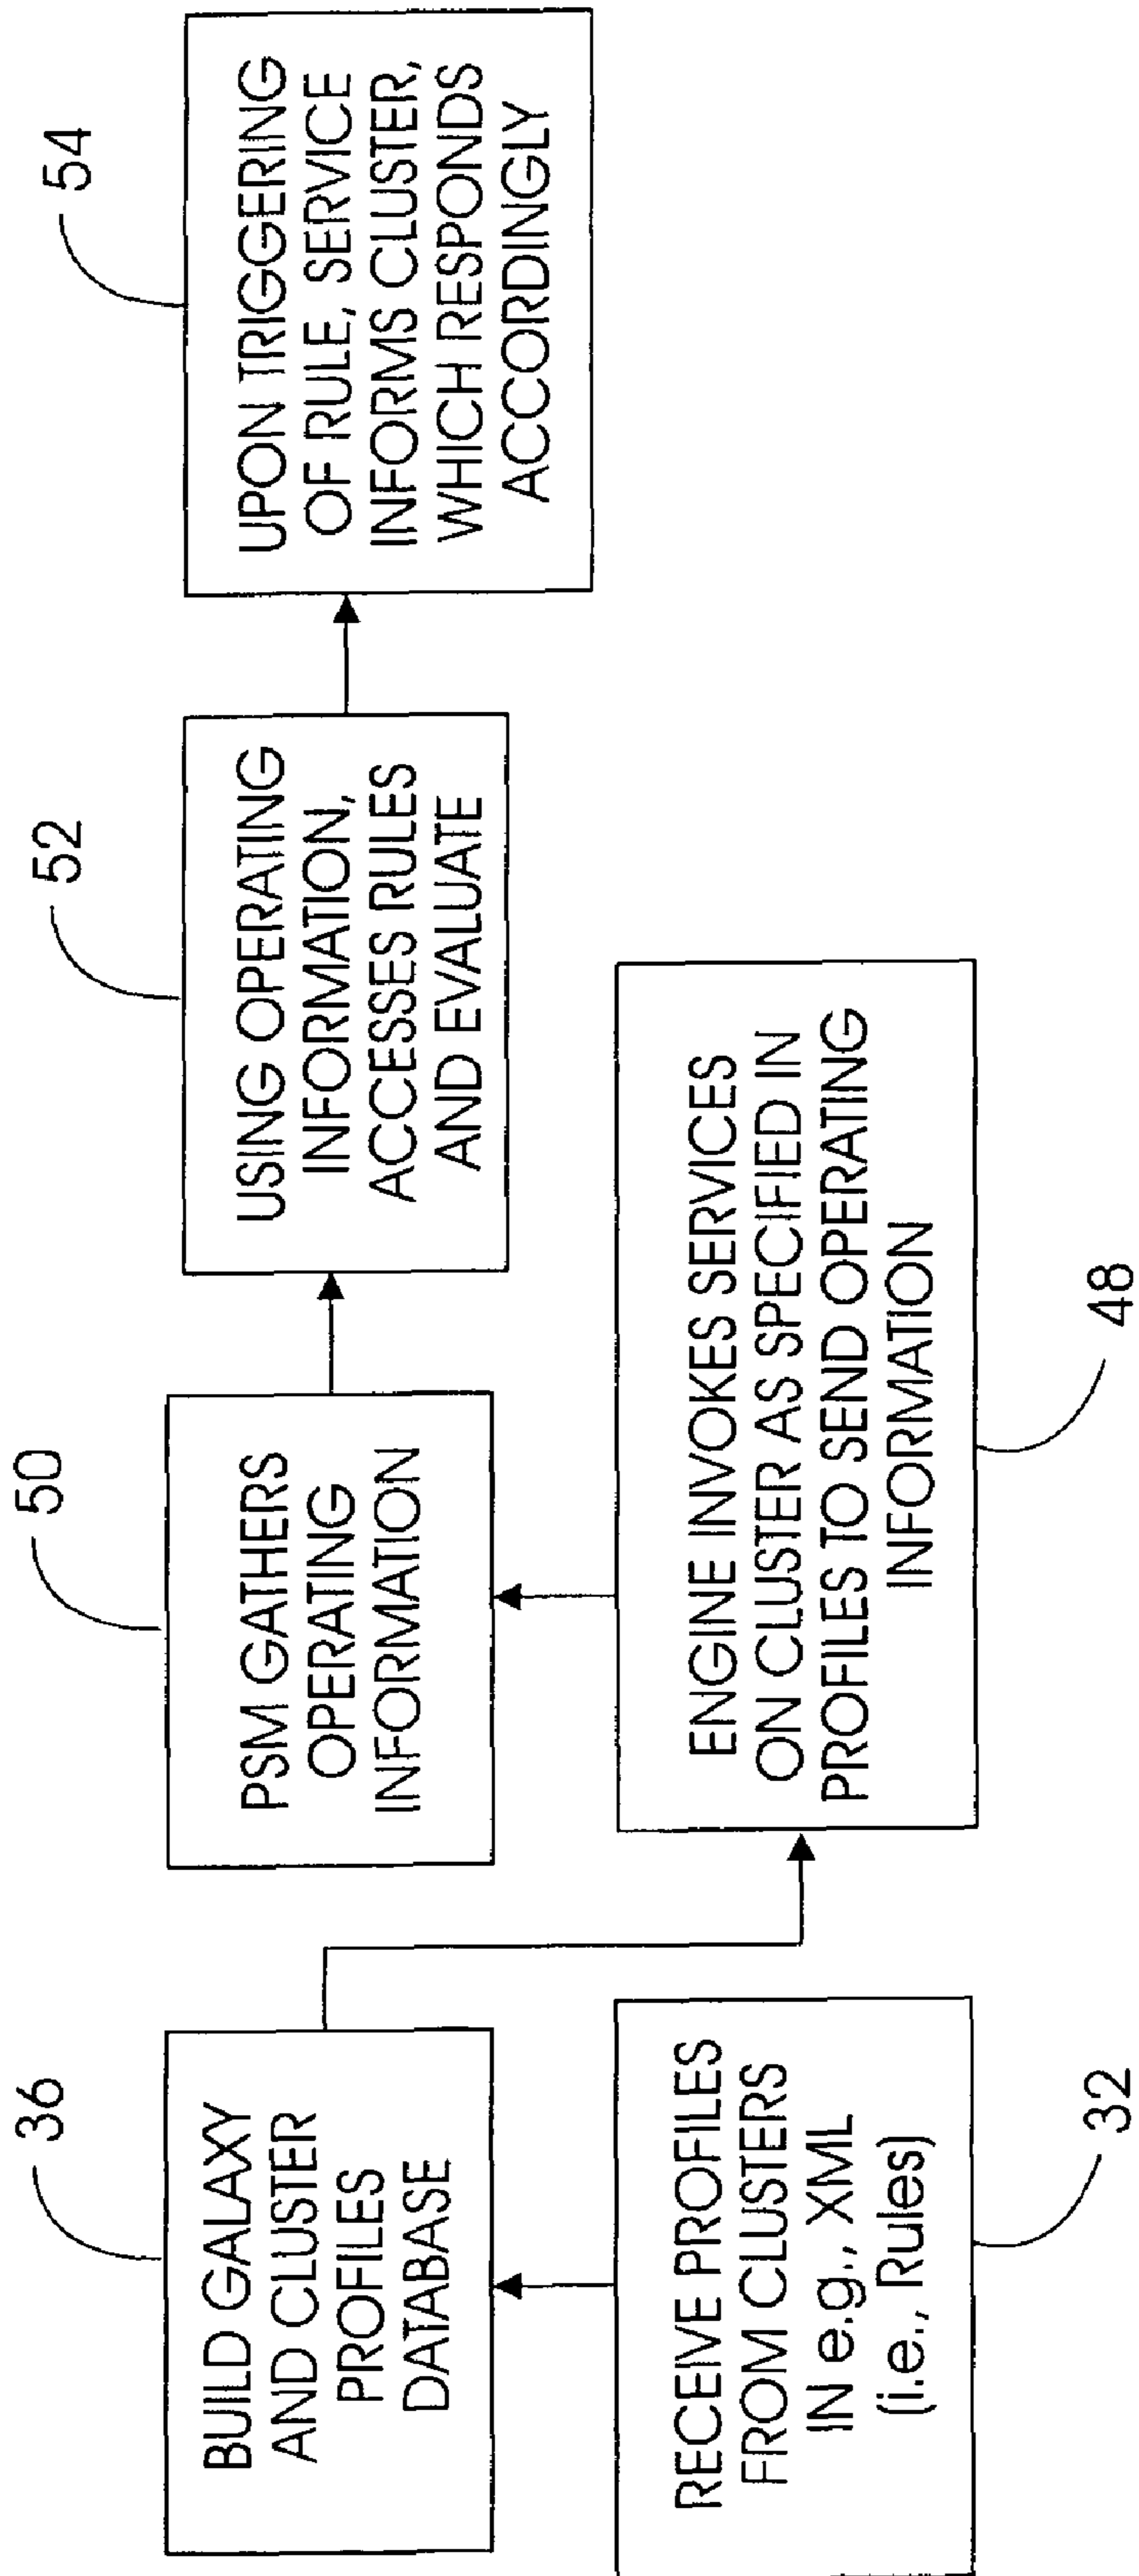 36
BUILD GALAXY
AND CLUSTER
PROFILES
DATABASE
RECEIVE PROFILES
FROM CLUSTERS
IN e.g., XML
(i.e., Rules)
32
50
PSM GATHERS
OPERATING
INFORMATION
ENGINE INVOKES SERVICES
ON CLUSTER AS SPECIFIED IN
PROFILES TO SEND OPERATING
INFORMATION
48
52
USING OPERATING
INFORMATION,
ACCESSES RULES
AND EVALUATE
54
UPON TRIGGERING
OF RULE, SERVICE
INFORMS CLUSTER,
WHICH RESPONDS
ACCORDINGLY